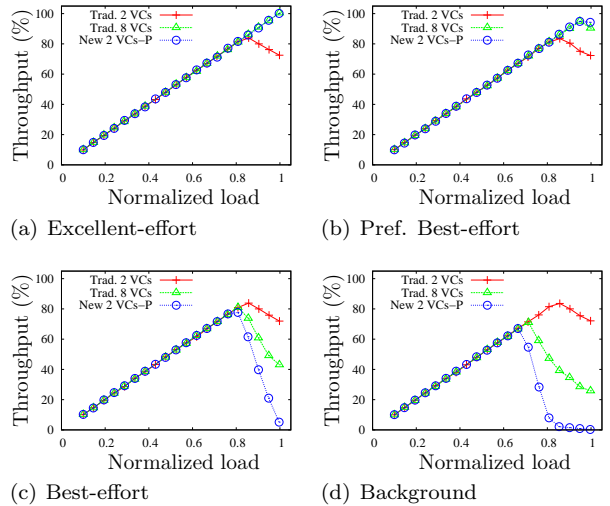 Trad. 2 VCs
Trad. 8 VCs
New 2 VCs-P
Throughput (%)
100
80
60
40
20
0
0 0.2 0.4 0.6 0.8 1
Normalized load
(a) Excellent-effort
Trad. 2 VCs
Trad. 8 VCs
New 2 VCs-P
Throughput (%)
100
80
60
40
20
0
0 0.2 0.4 0.6 0.8 1
Normalized load
(b) Pref. Best-effort
Trad. 2 VCs
Trad. 8 VCs
New 2 VCs-P
Throughput (%)
100
80
60
40
20
0
0 0.2 0.4 0.6 0.8 1
Normalized load
(c) Best-effort
Trad. 2 VCs
Trad. 8 VCs
New 2 VCs-P
Throughput (%)
100
80
60
40
20
0
0 0.2 0.4 0.6 0.8 1
Normalized load
(d) Background